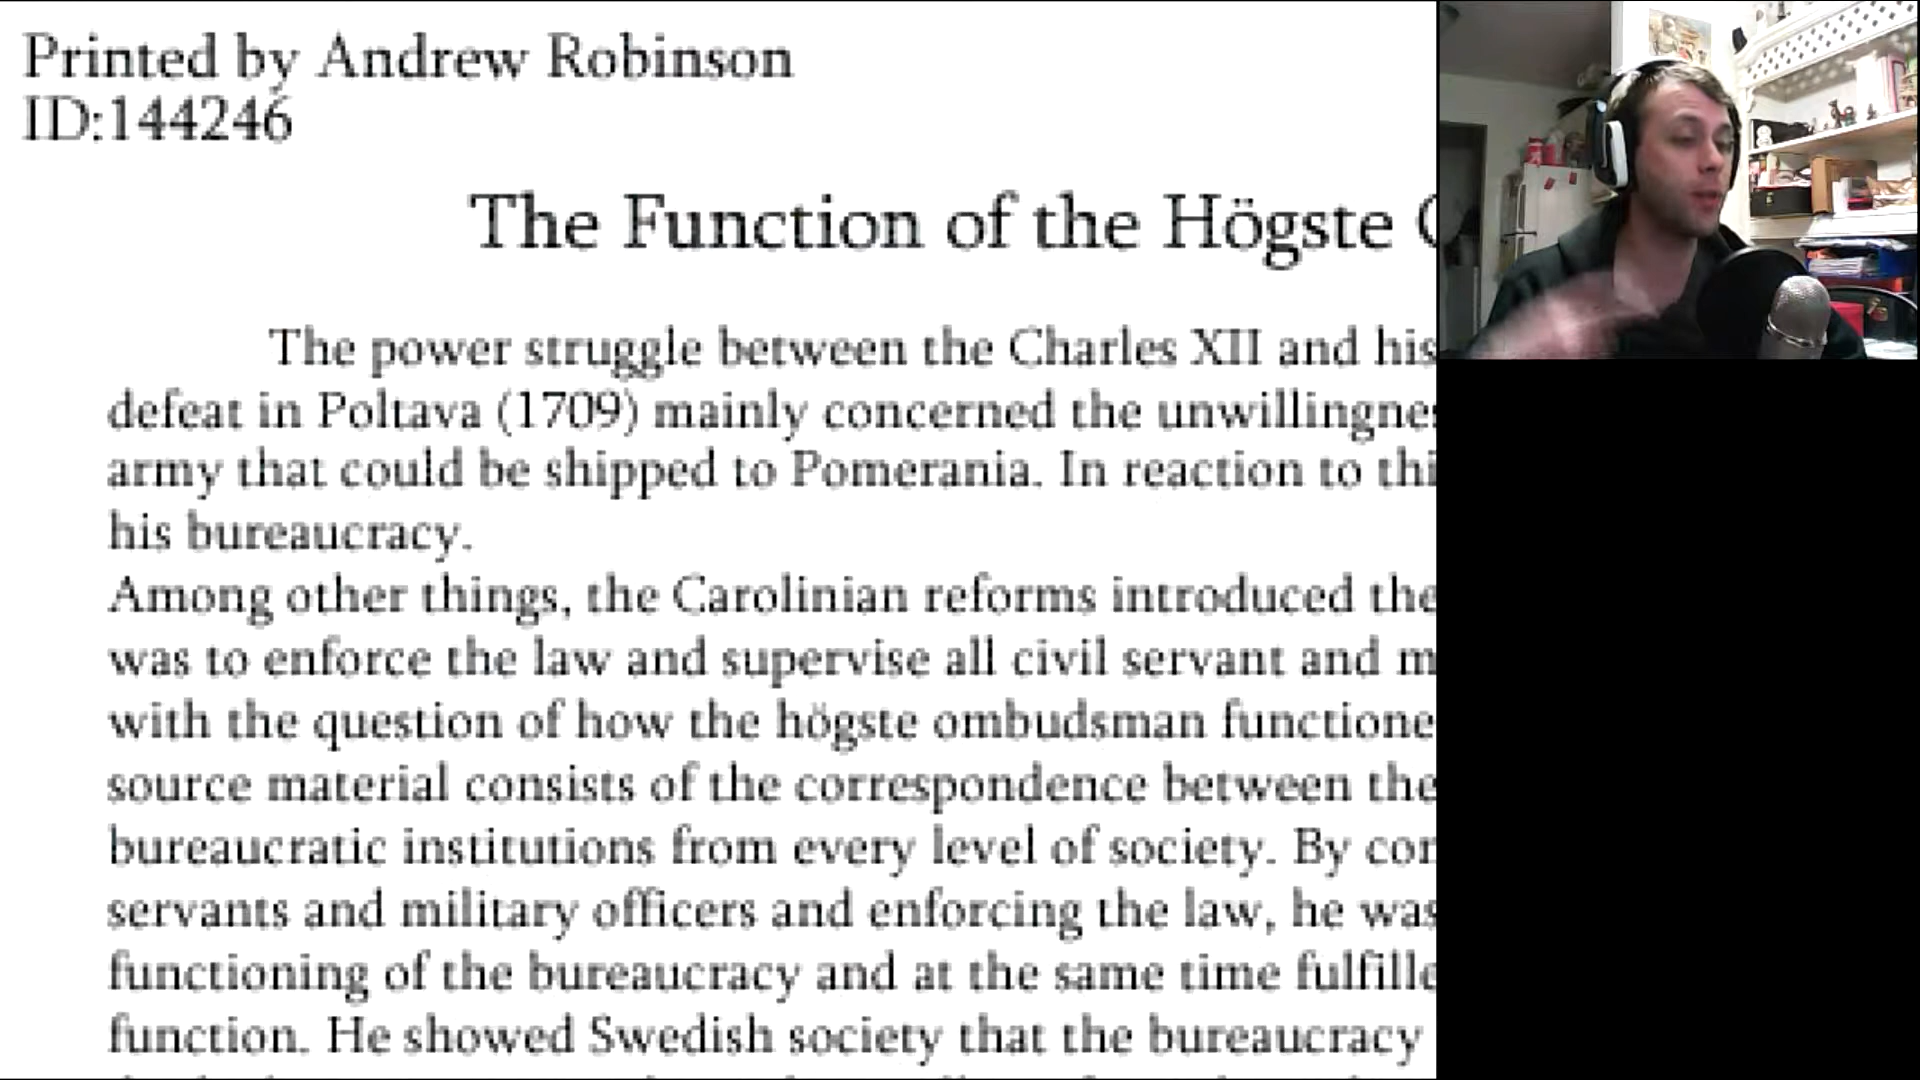 Printed by Andrew Robinson
ID:144246
The Function of the Högste
The power struggle between the Charles XII and his
defeat in Poltava (1709) mainly concerned the
army that could be shipped to Pomerania. In reaction to
his bureaucracy.
Among other things, the Carolinian reforms introduced the
was to enforce the law and supervise all civil servant and
with the question of how the högste ombudsman
source material consists of the correspondence between the
bureaucratic institutions from every level of society. By
servants and military officers and enforcing the law, he was
functioning of the bureaucracy and at the same time
function. He showed Swedish society that the bureaucracy